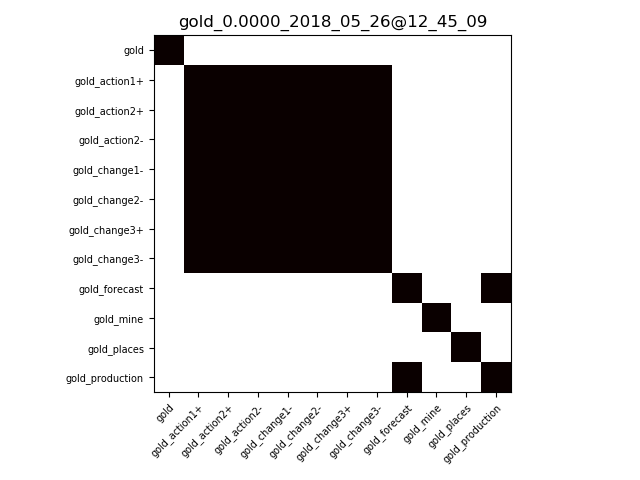 gold_0.0000_2018_05_26@12_45_09
gold
gold_action1+
gold_action2+
gold_action2-
gold_change1-
gold_change2-
gold_change3+
gold_change3-
gold_forecast
gold_mine
gold_places
gold_production
gold
gold_action1+
gold_action2+
gold_action2-
gold_change1-
gold_change2-
gold_change3+
gold_change3-
gold_forecast
gold_mine
gold_places
gold_production